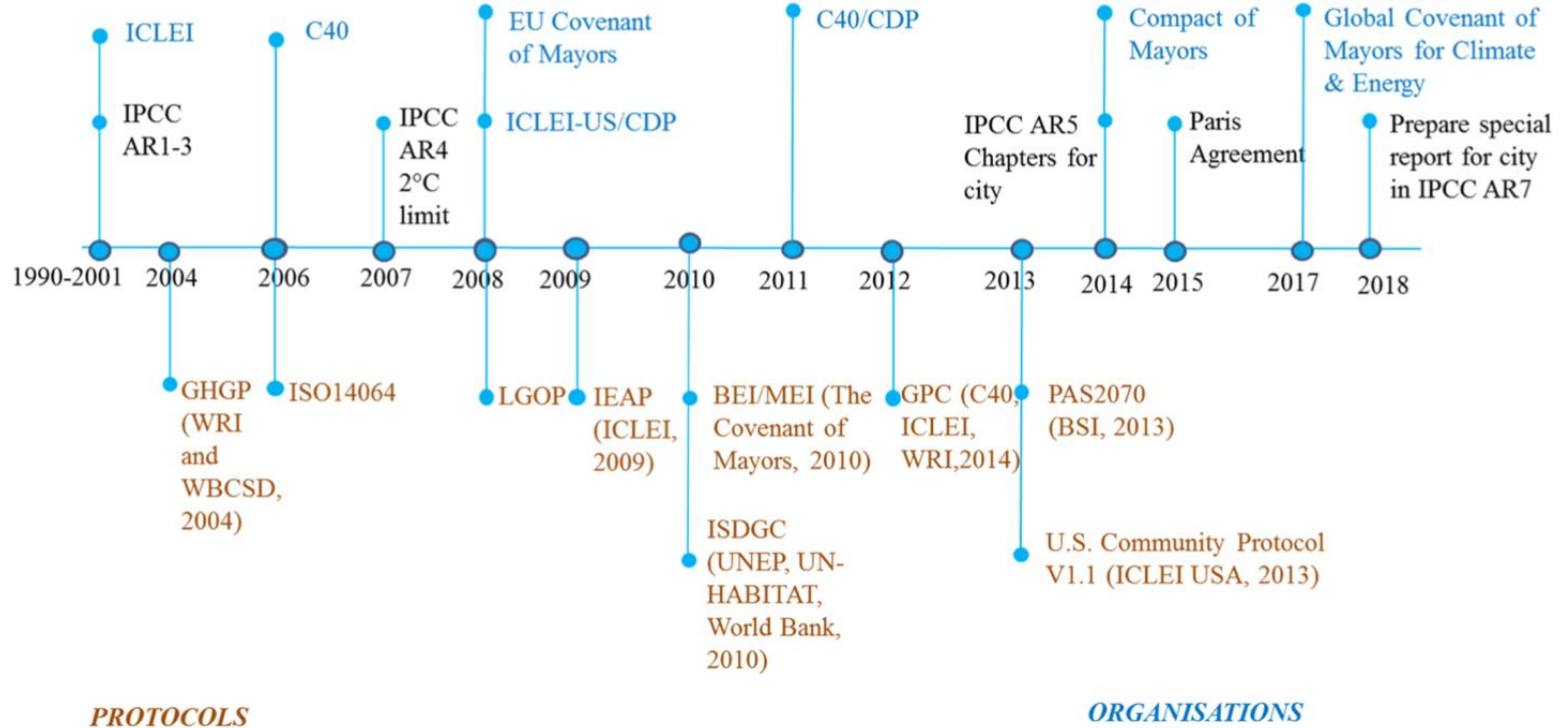 ICLEI
IPCC
AR1-3
C40
IPCC
AR4
2°C
limit
EU Covenant
of Mayors
ICLEI-US/CDP
C40/CDP
IPCC AR5
Chapters for
city
Compact of
Mayors
Paris
Agreement
Global Covenant of
Mayors for Climate
& Energy
Prepare special
report for city
in IPCC AR7
1990-2001 2004 2006 2007 2008 2009 2010 2011 2012 2013 2014 2015 2017 2018
GHGP
(WRI
and
WBCSD,
2004)
ISO14064
LGOP
IEAP
(ICLEI,
2009)
BEI/MEI (The
Covenant of
Mayors, 2010)
ISDGC
(UNEP, UN-
HABITAT,
World Bank,
2010)
GPC (C40,
ICLEI,
WRI,2014)
PAS2070
(BSI, 2013)
U.S. Community Protocol
V1.1 (ICLEI USA, 2013)
PROTOCOLS
ORGANISATIONS